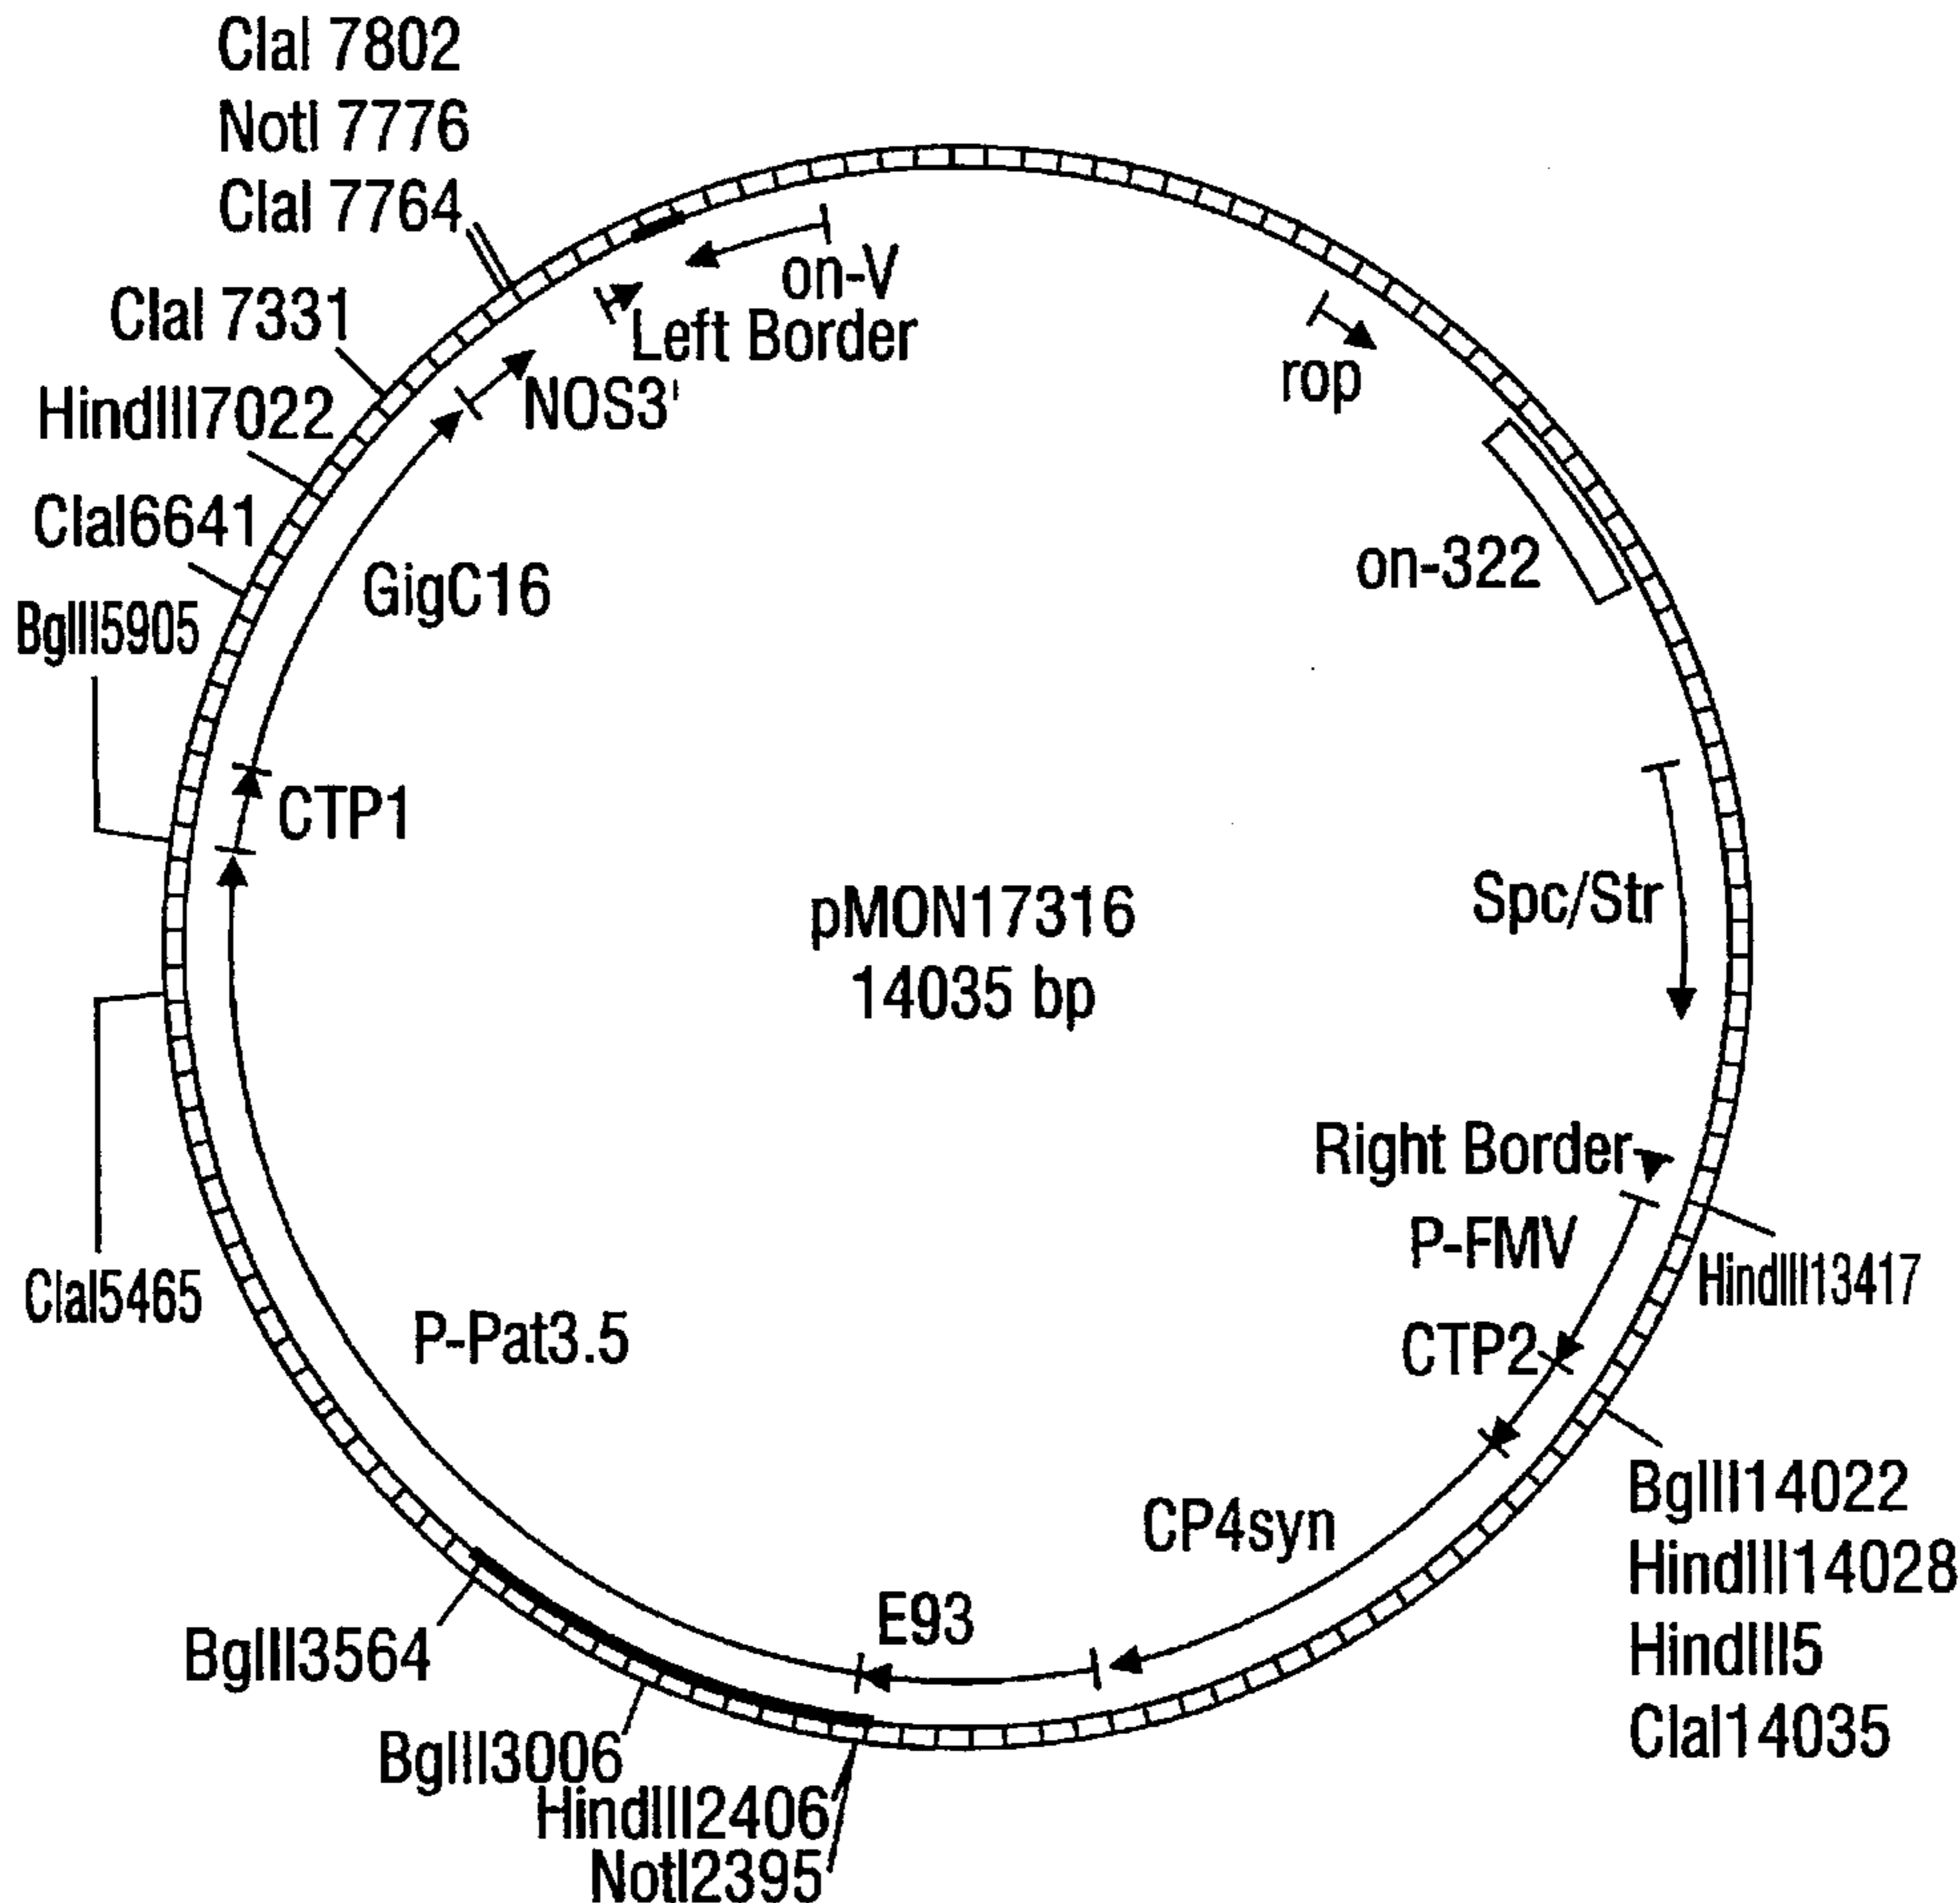 ClaI 7802
NotI 7776
ClaI 7764
ClaI 7331
HindIII7022
ClaI6641
BglII5905
on-V
Left Border
NOS3'
rop
GigC16
on-322
CTP1
pMON17316
14035 bp
Spc/Str
Right Border
P-FMV
HindIII13417
ClaI5465
P-Pat3.5
CTP2
CP4syn
BglII14022
HindIII14028
HindIII5
ClaI14035
E93
BglII3564
BglII3006
HindIII2406
NotI2395